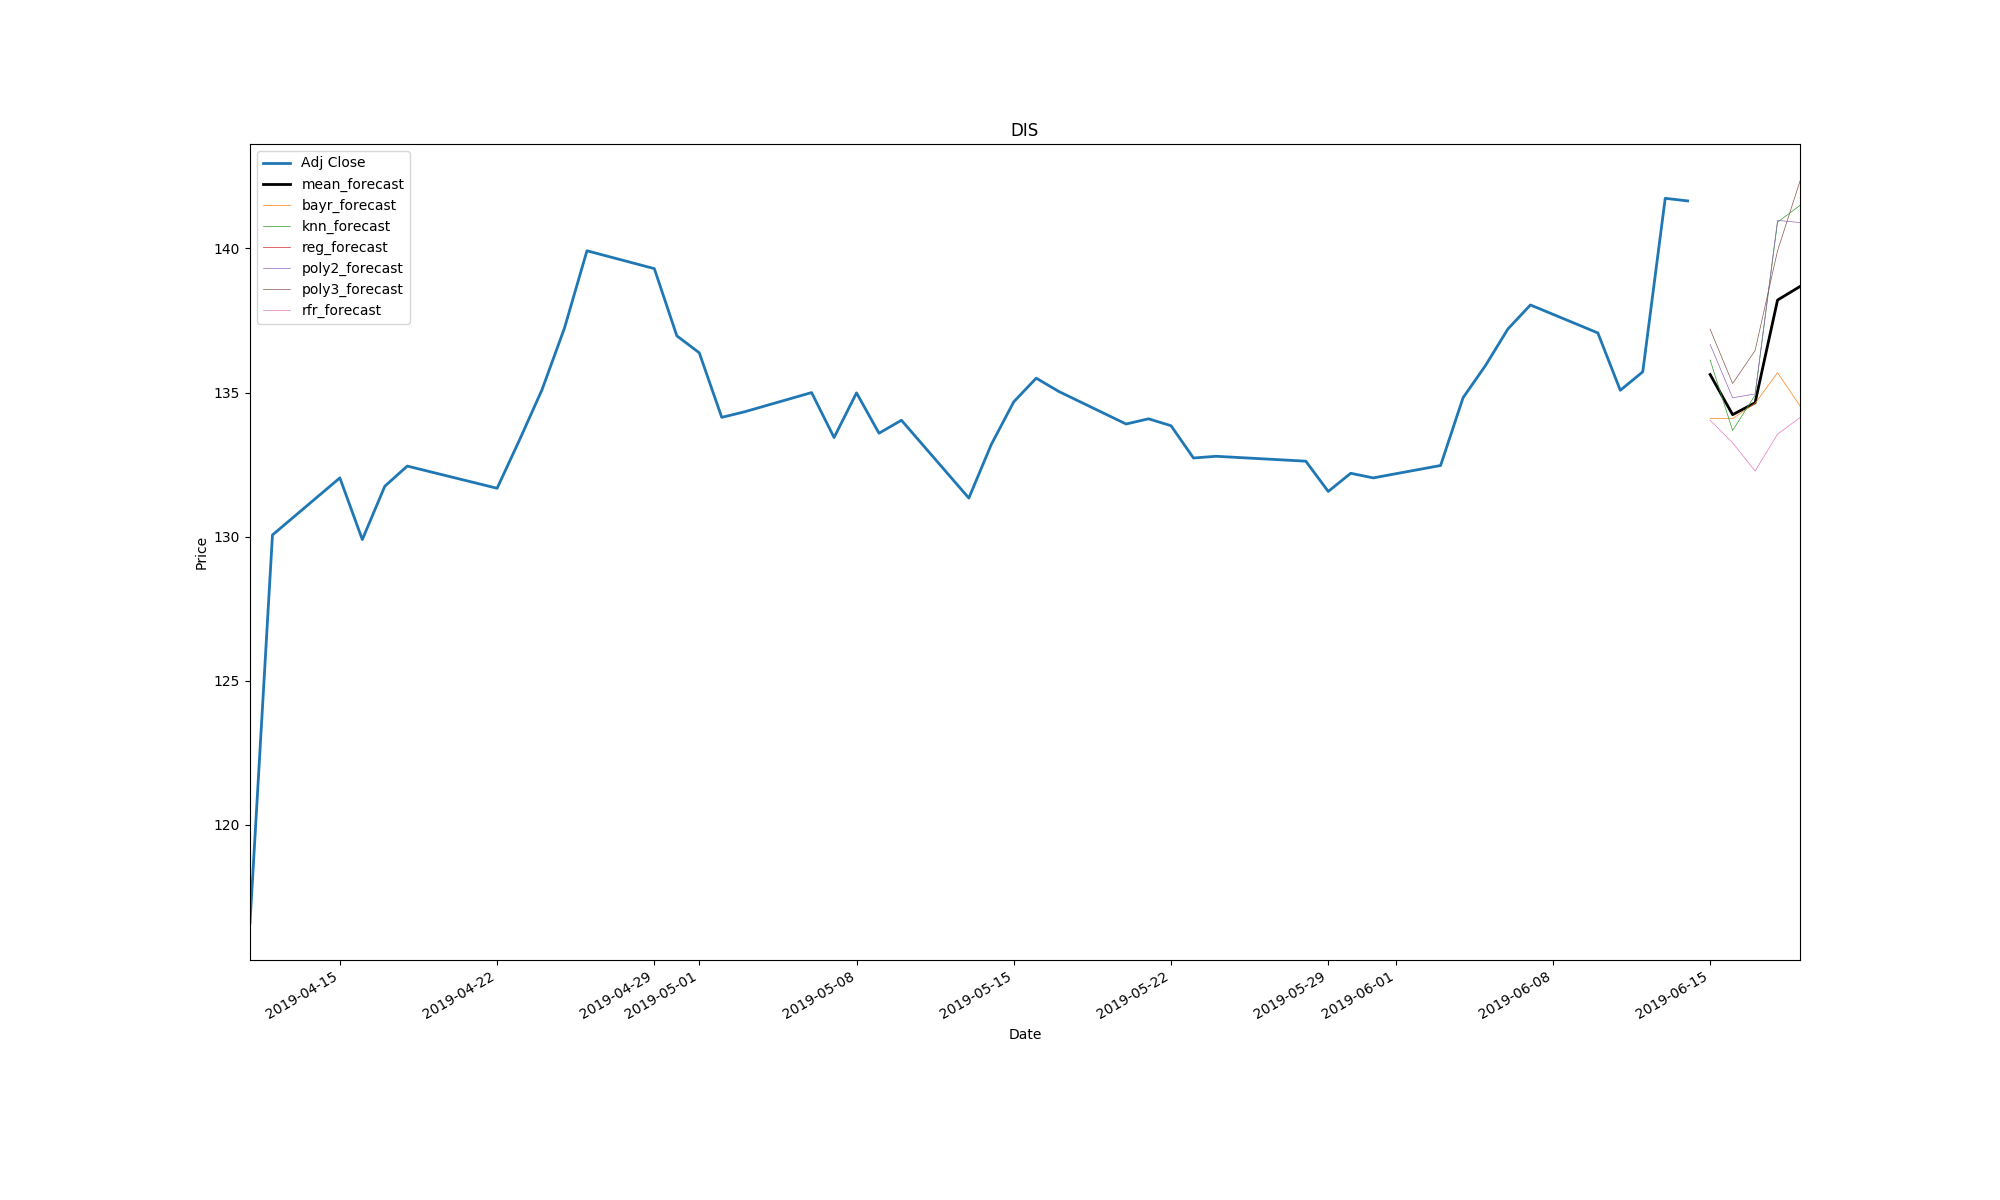 DIS
Adj Close
mean_forecast
bayr_forecast
knn_forecast
reg_forecast
poly2_forecast
poly3_forecast
rfr_forecast
140
135
130
125
120
Price
2019-04-15
2019-04-22
2019-04-29
2019-05-01
2019-05-08
2019-05-15
2019-05-22
2019-05-29
2019-06-01
2019-06-08
2019-06-15
Date